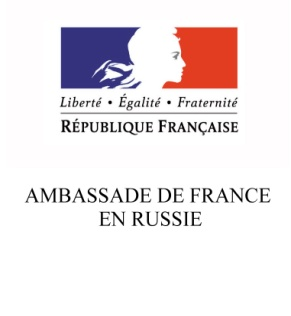 Liberté • Égalité • Fraternité
RÉPUBLIQUE FRANÇAISE
AMBASSADE DE FRANCE
EN RUSSIE